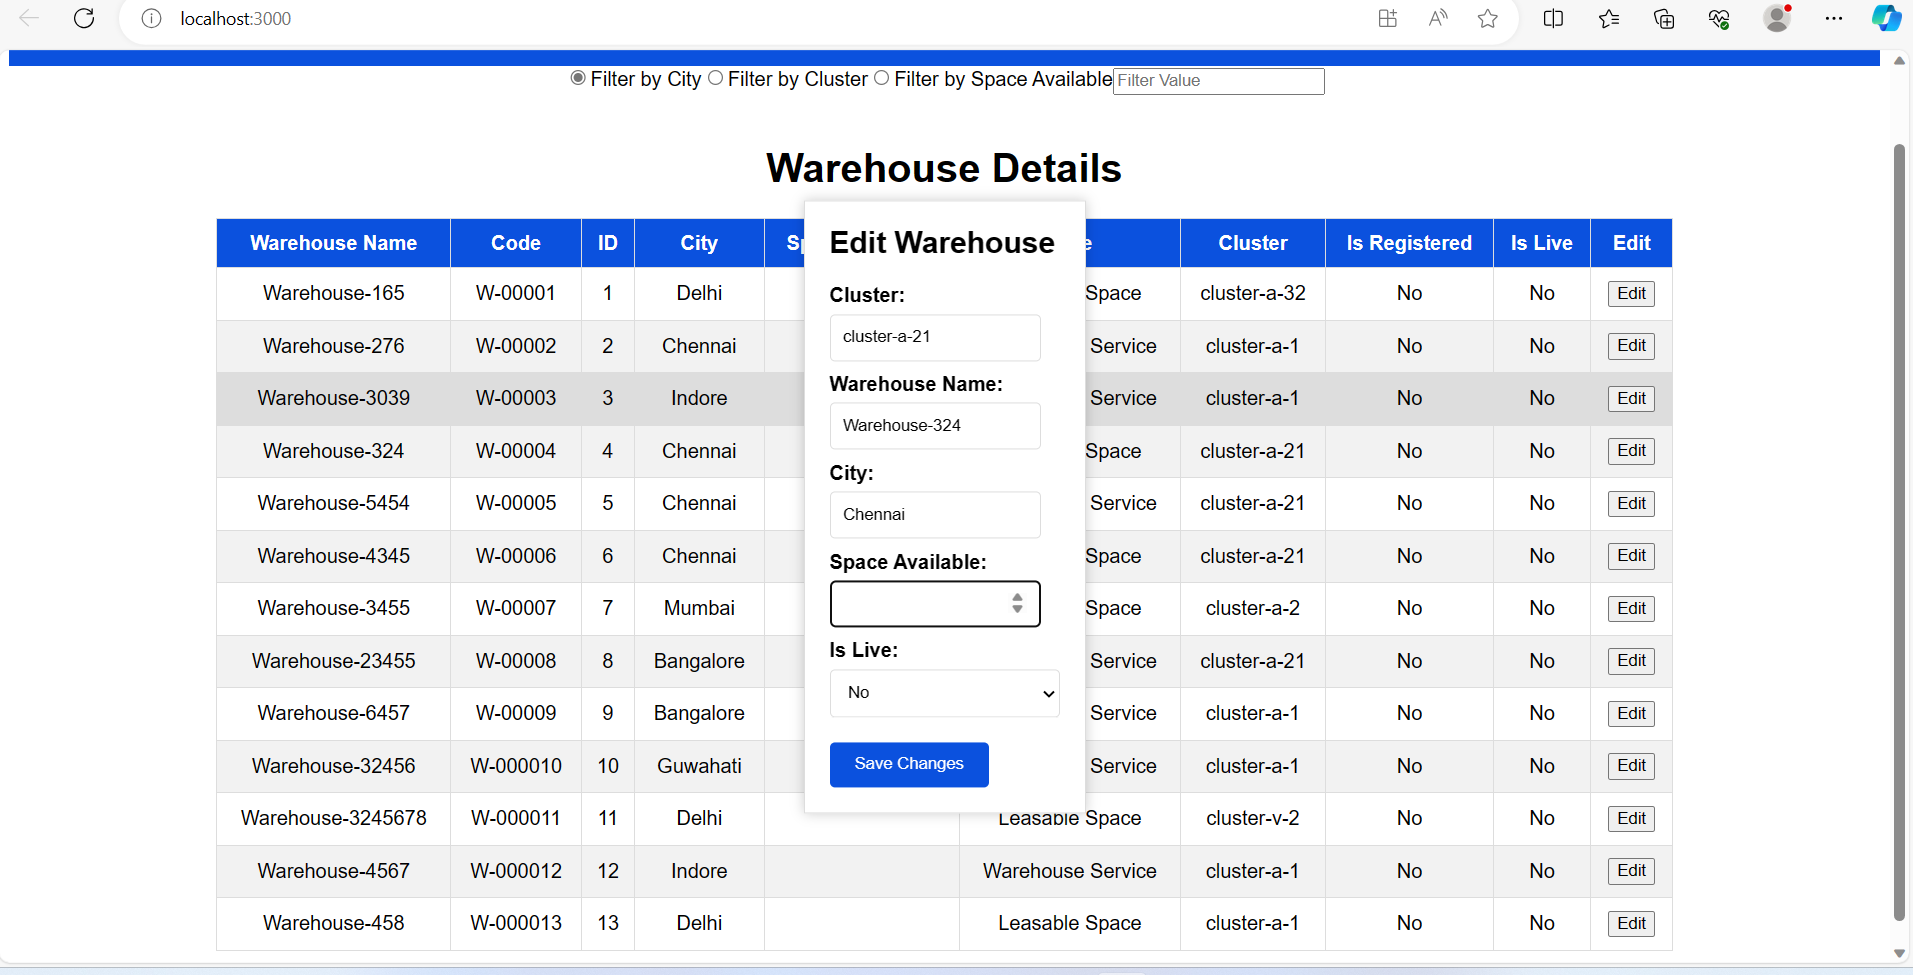 localhost:3000
Filter by City Filter by Cluster Filter by Space Available Filter Value
Warehouse Details
Warehouse Name Code ID City Cluster Is Registered Is Live Edit
Warehouse-165 W-00001 1 Delhi Space cluster-a-32 No No Edit
Warehouse-276 W-00002 2 Chennai Service cluster-a-1 No No Edit
Warehouse-3039 W-00003 3 Indore Service cluster-a-1 No No Edit
Warehouse-324 W-00004 4 Chennai Space cluster-a-21 No No Edit
Warehouse-5454 W-00005 5 Chennai Service cluster-a-21 No No Edit
Warehouse-4345 W-00006 6 Chennai Space cluster-a-21 No No Edit
Warehouse-3455 W-00007 7 Mumbai Space cluster-a-2 No No Edit
Warehouse-23455 W-00008 8 Bangalore Service cluster-a-21 No No Edit
Warehouse-6457 W-00009 9 Bangalore Service cluster-a-1 No No Edit
Warehouse-32456 W-000010 10 Guwahati Service cluster-a-1 No No Edit
Warehouse-3245678 W-000011 11 Delhi Leasable Space cluster-v-2 No No Edit
Warehouse-4567 W-000012 12 Indore Warehouse Service cluster-a-1 No No Edit
Warehouse-458 W-000013 13 Delhi Leasable Space cluster-a-1 No No Edit
Edit Warehouse
Cluster:
cluster-a-21
Warehouse Name:
Warehouse-324
City:
Chennai
Space Available:
Is Live:
No
Save Changes